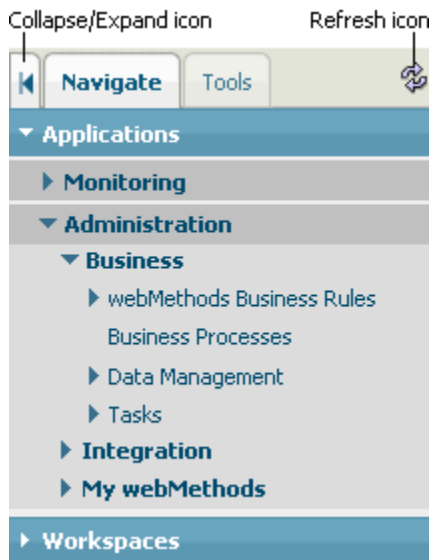 Collapse/Expand icon Refresh icon
Navigate Tools
Applications
Monitoring
Administration
Business
webMethods Business Rules
Business Processes
Data Management
Tasks
Integration
My webMethods
Workspaces